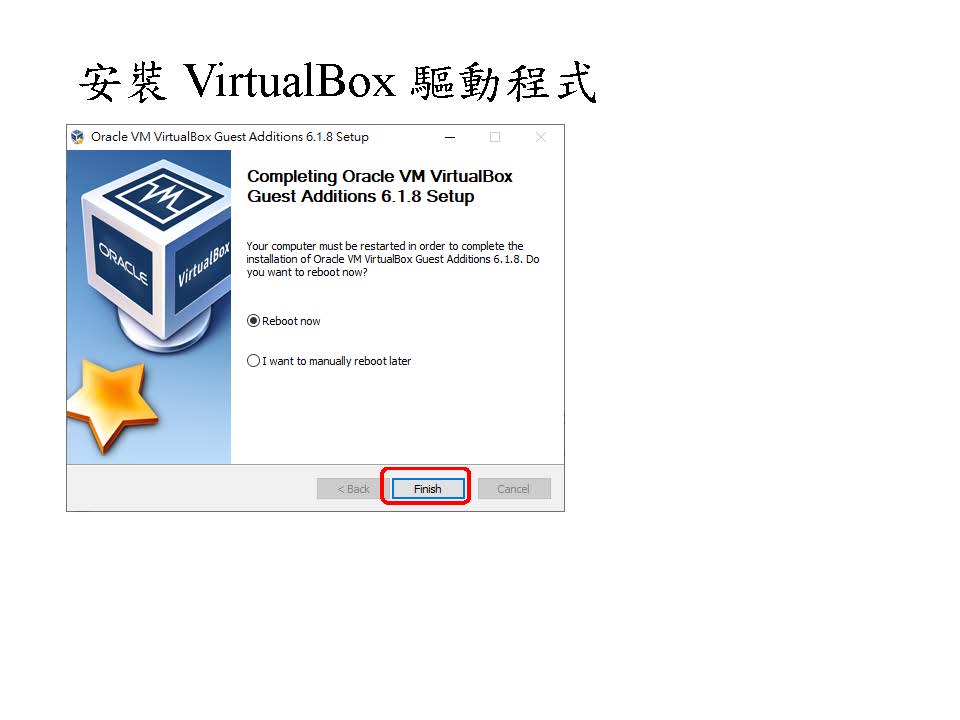 安裝 VirtualBox 驅動程式
Oracle VM VirtualBox Guest Additions 6.1.8 Setup
Completing Oracle VM VirtualBox
Guest Additions 6.1.8 Setup
ORACLE
VirtualBox
Your computer must be restarted in order to complete the
installation of Oracle VM VirtualBox Guest Additions 6.1.8. Do
you want to reboot now?
Reboot now
I want to manually reboot later
< Back
Finish
Cancel